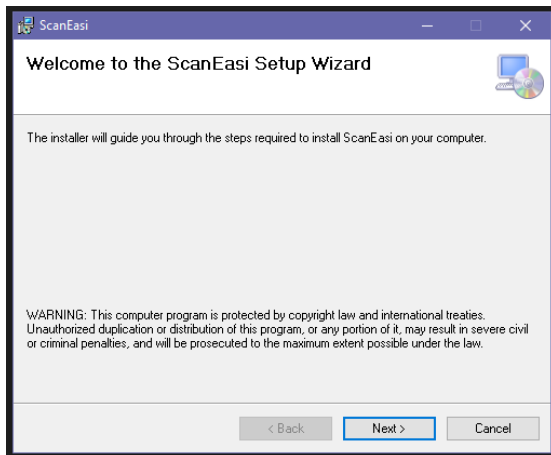 ScanEasi
Welcome to the ScanEasi Setup Wizard
The installer will guide you through the steps required to install ScanEasi on your computer.
WARNING: This computer program is protected by copyright law and international treaties.
Unauthorized duplication or distribution of this program, or any portion of it, may result in severe civil
or criminal penalties, and will be prosecuted to the maximum extent possible under the law.
< Back Next > Cancel